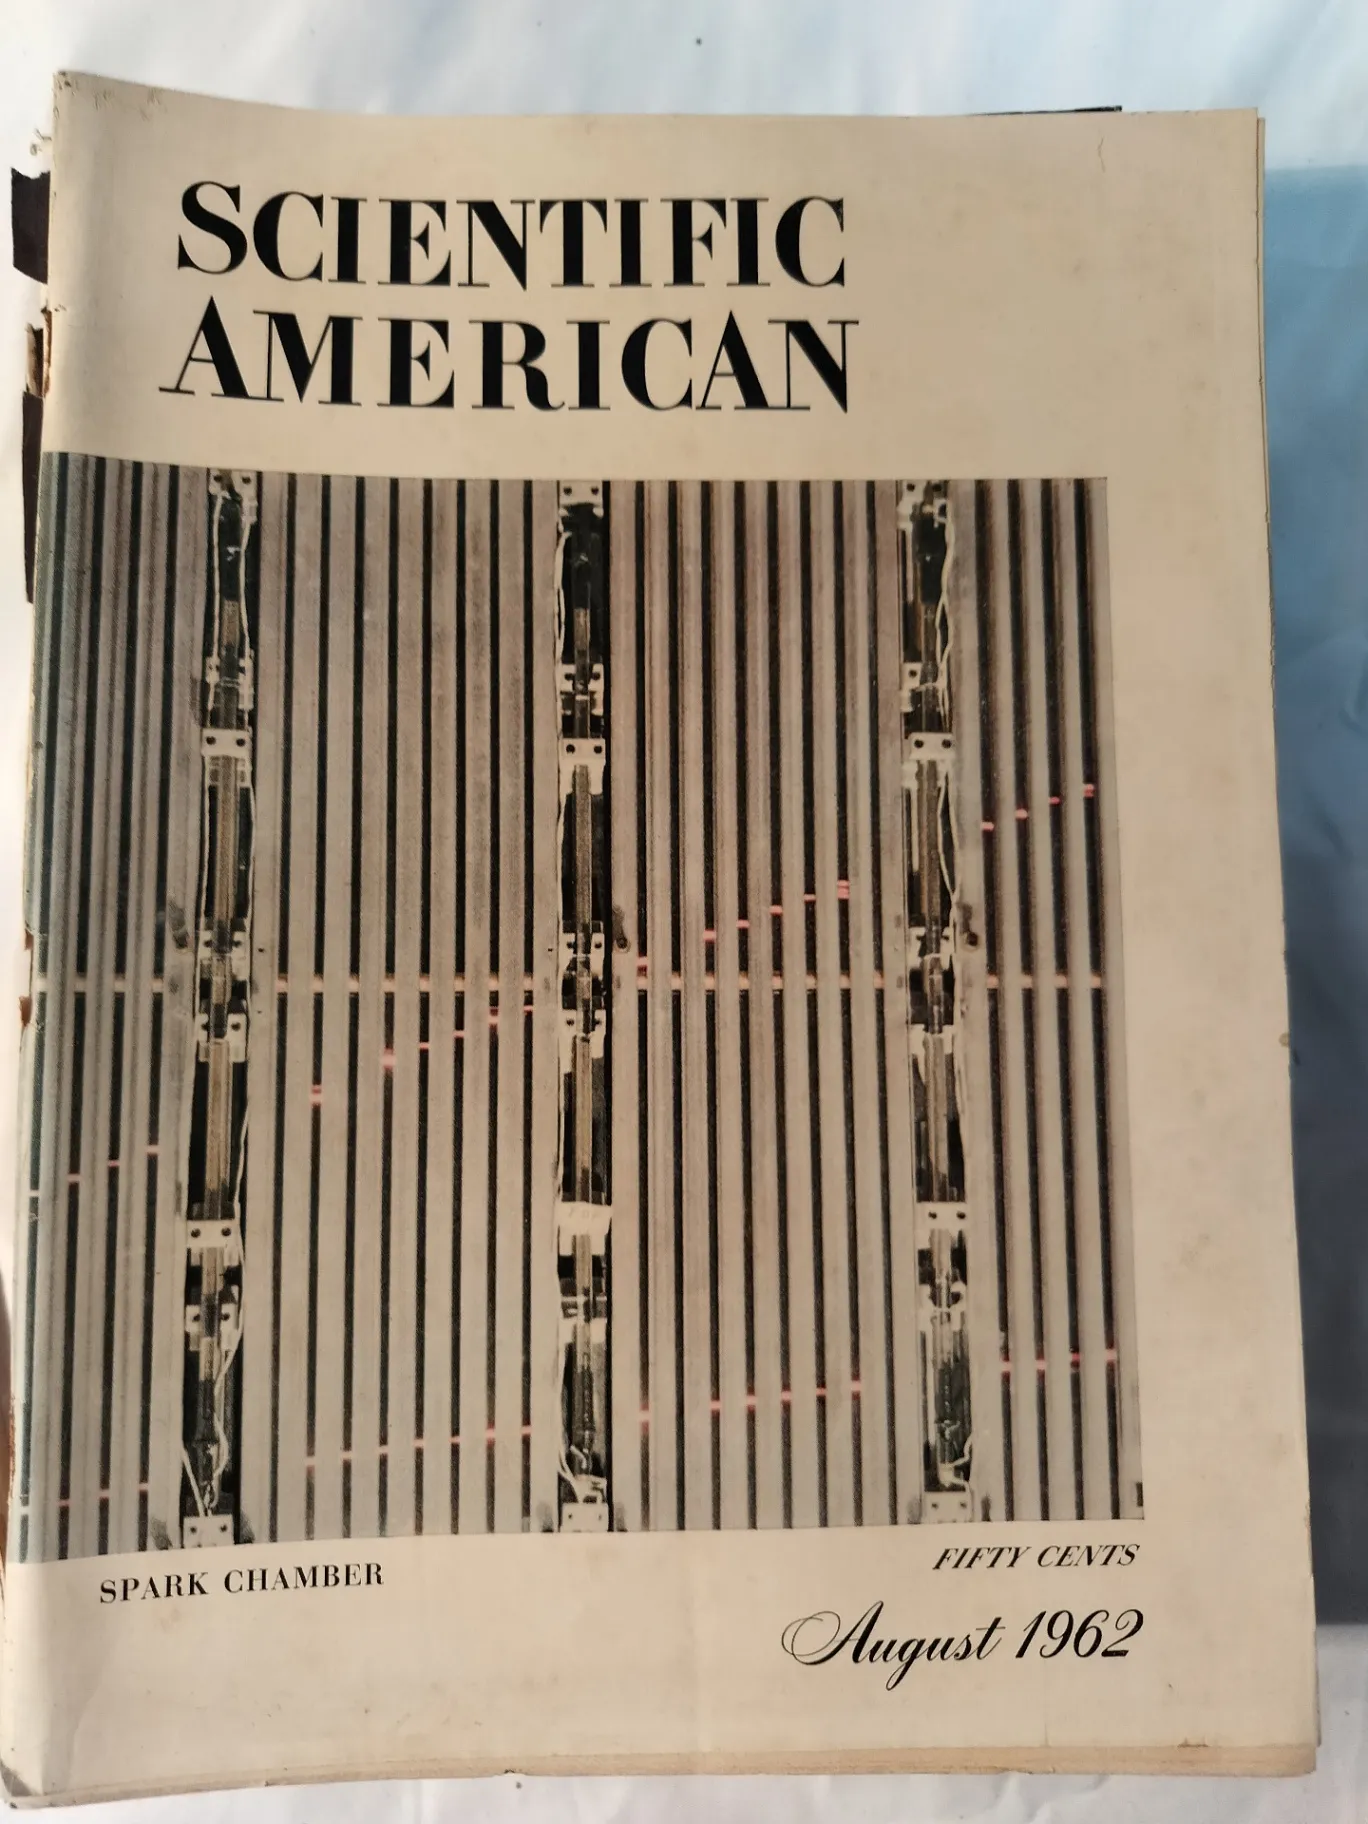 SCIENTIFIC
AMERICAN
SPARK CHAMBER
FIFTY CENTS
August 1962